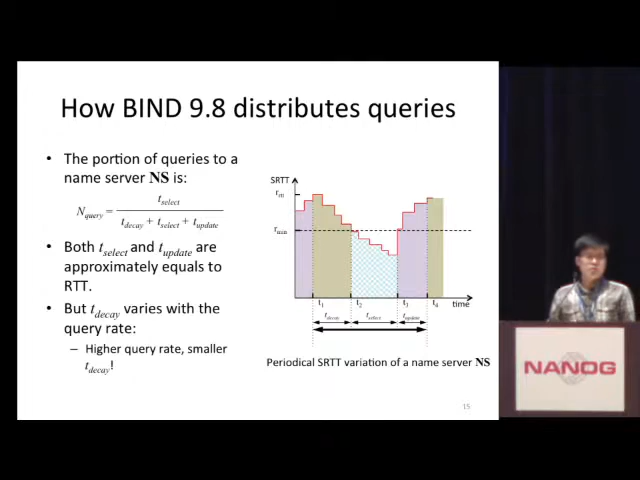 How BIND 9.8 distributes queries
• The portion of queries to a
name server NS is:
N_query = t_select / (t_decay + t_select + t_update)
• Both t_select and t_update are
approximately equals to
RTT.
• But t_decay varies with the
query rate:
– Higher query rate, smaller
t_decay!
SRTT
r_min
t_1
t_2
t_3
t_4
time
t_decay
t_select
t_update
Periodical SRTT variation of a name server NS
15
NANOG